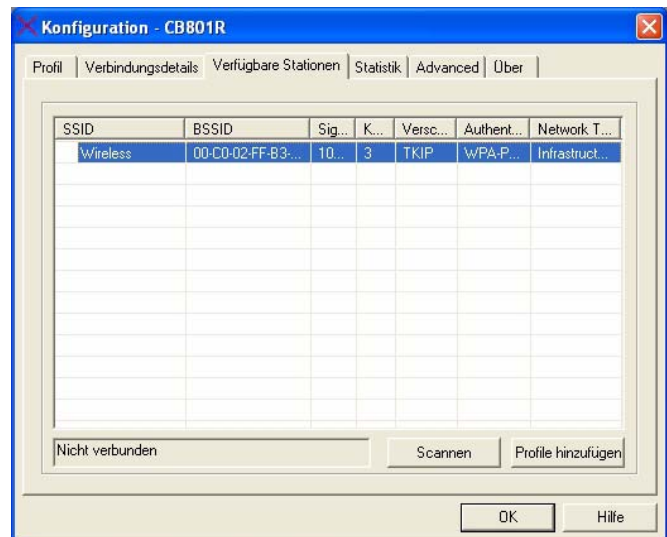 Konfiguration - CB801R
Profil Verbindungsdetails Verfügbare Stationen Statistik Advanced Über
SSID BSSID Sig... K... Versc... Authent... Network T...
Wireless 00-C0-02-FF-B3-... 10... 3 TKIP WPA-P... Infrastruct...
Nicht verbunden Scannen Profile hinzufügen
OK Hilfe